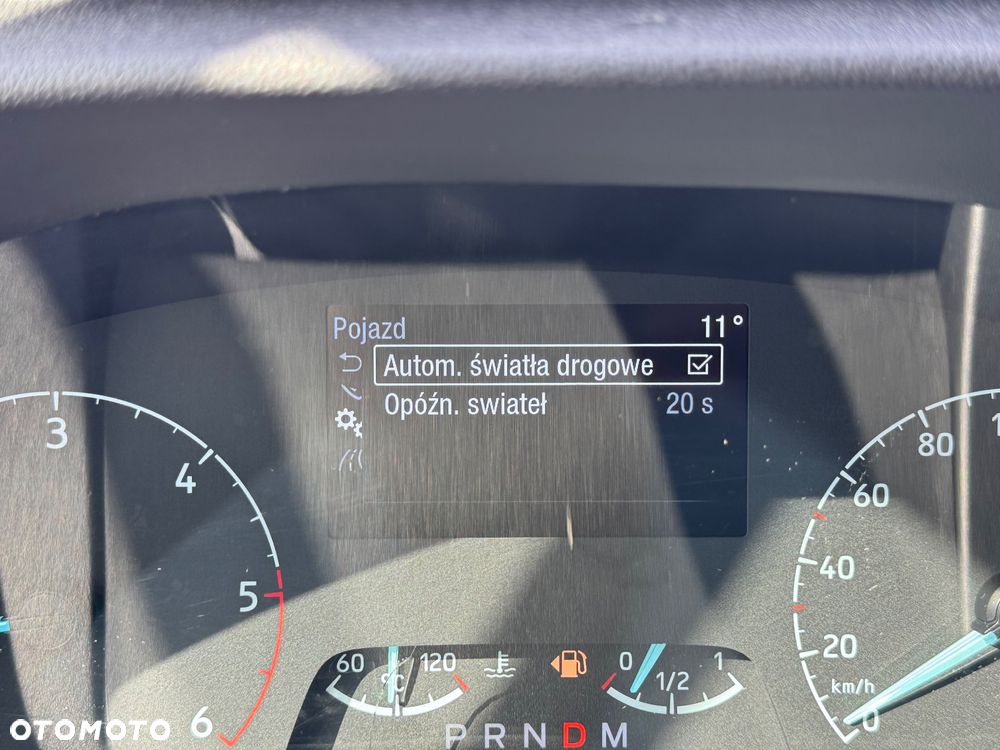 Pojazd 11°
Autom. światła drogowe
Opóźn. swiateł 20 s
3
4
5
6
80
60
40
20
km/h
0
60 120
°C
0 1/2 1
P R N D M
OTOMOTO